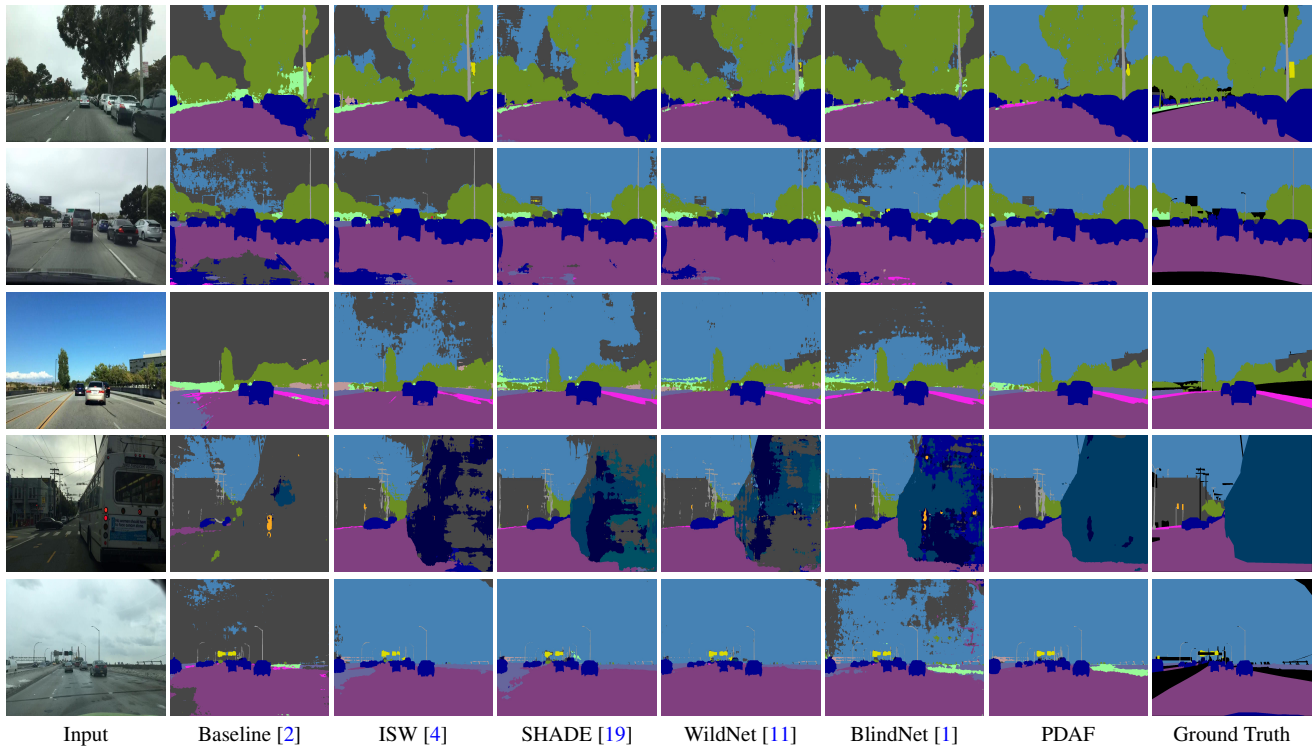 Input Baseline [2] ISW [4] SHADE [19] WildNet [11] BlindNet [1] PDAF Ground Truth